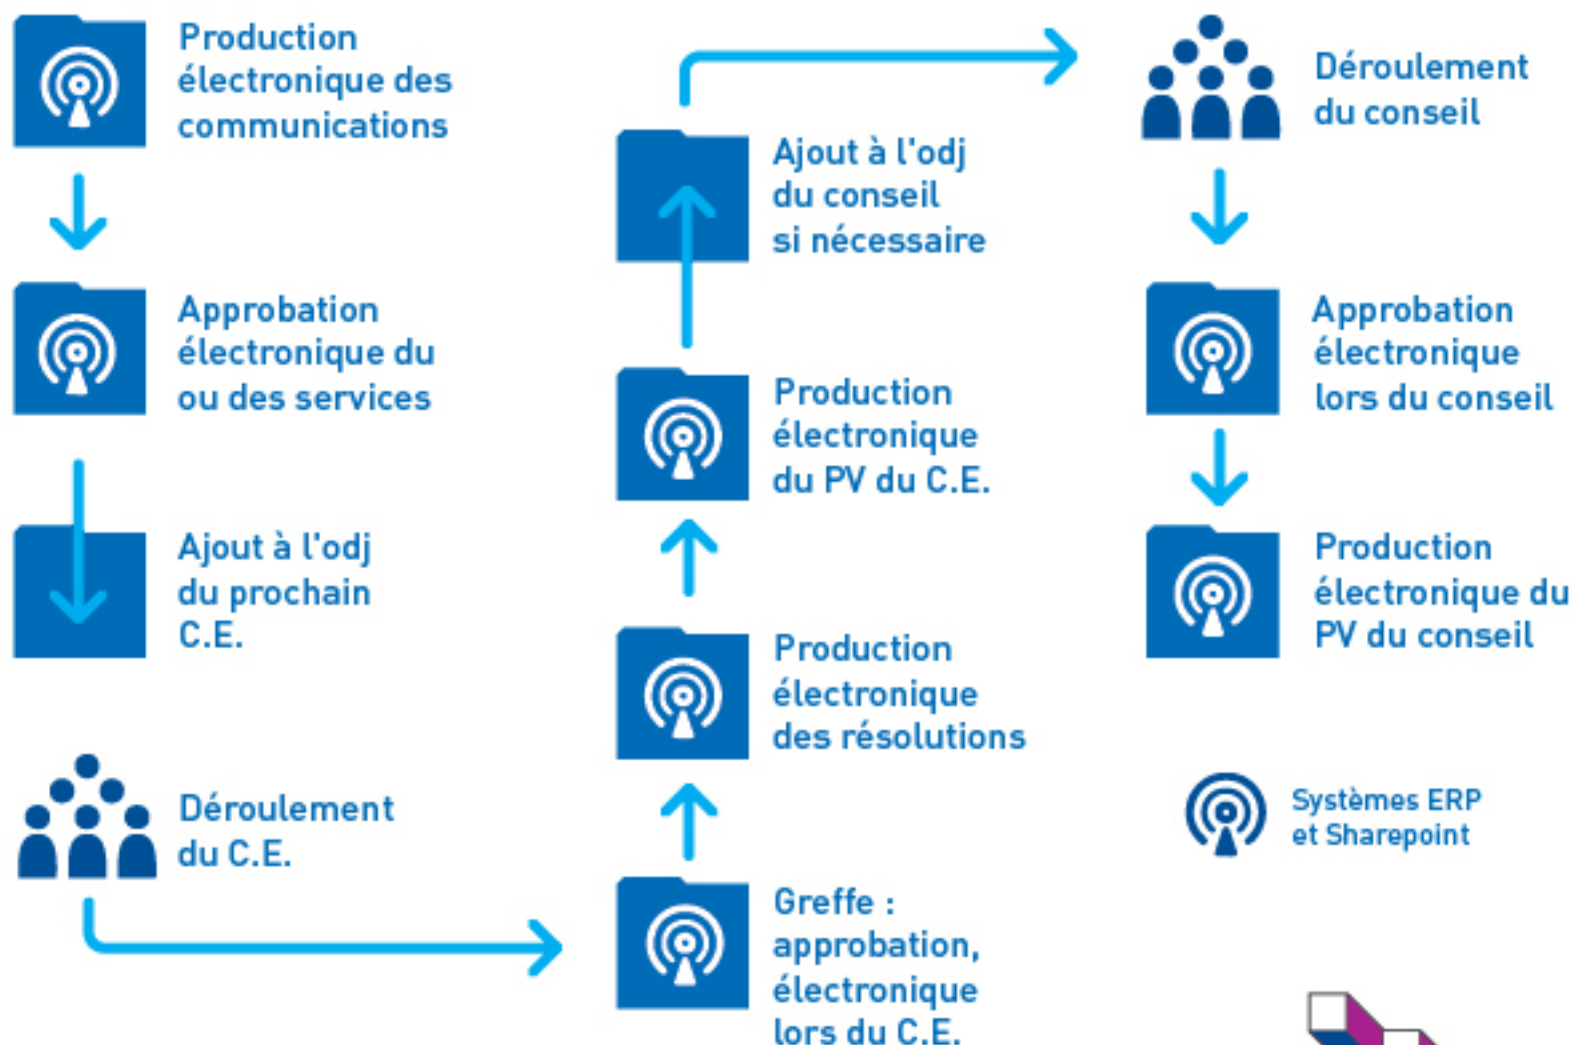 Production
électronique des
communications
Approbation
électronique du
ou des services
Ajout à l'odj
du prochain
C.E.
Déroulement
du C.E.
Greffe :
approbation,
électronique
lors du C.E.
Production
électronique
des résolutions
Production
électronique
du PV du C.E.
Ajout à l'odj
du conseil
si nécessaire
Déroulement
du conseil
Approbation
électronique
lors du conseil
Production
électronique du
PV du conseil
Systèmes ERP
et Sharepoint